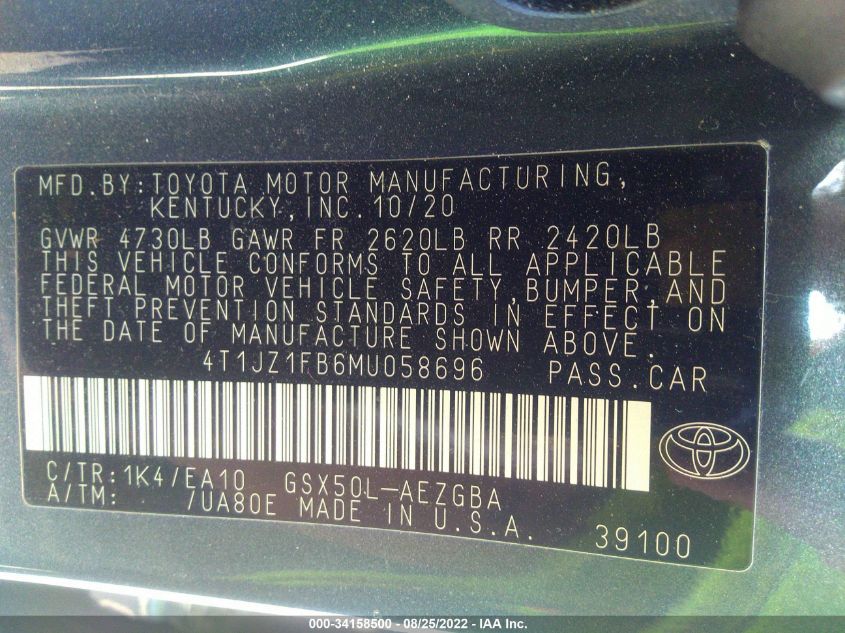 MFD. BY: TOYOTA MOTOR MANUFACTURING,
KENTUCKY, INC. 10/20
GVWR 4730LB GAWR FR 2620LB RR 2420LB
THIS VEHICLE CONFORMS TO ALL APPLICABLE
FEDERAL MOTOR VEHICLE SAFETY, BUMPER, AND
THEFT PREVENTION STANDARDS IN EFFECT ON
THE DATE OF MANUFACTURE SHOWN ABOVE.
4T1JZ1FB6MU058696 PASS. CAR
C/TR: 1K4/EA10 GSX50L-AEZGBA
A/TM: /UA80E MADE IN U.S.A.
39100
000-34158500 - 08/25/2022 - IAA Inc.